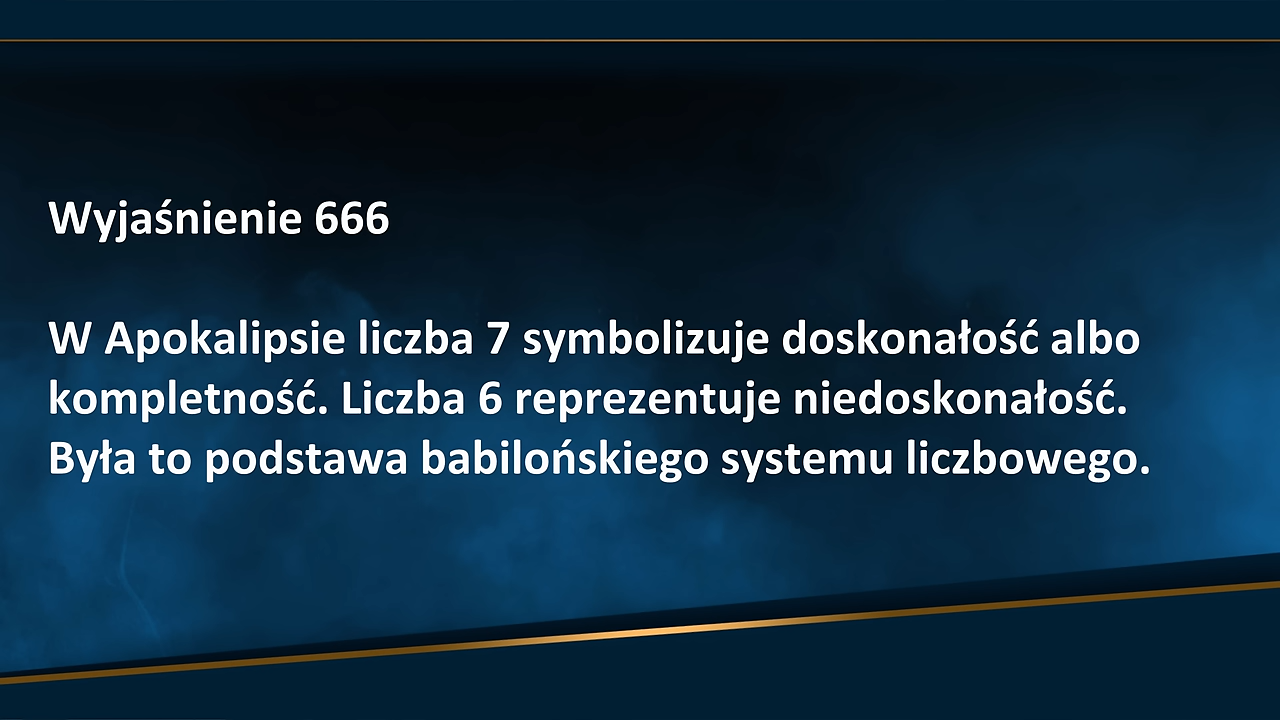 Wyjaśnienie 666
W Apokalipsie liczba 7 symbolizuje doskonałość albo
kompletność. Liczba 6 reprezentuje niedoskonałość.
Była to podstawa babilońskiego systemu liczbowego.